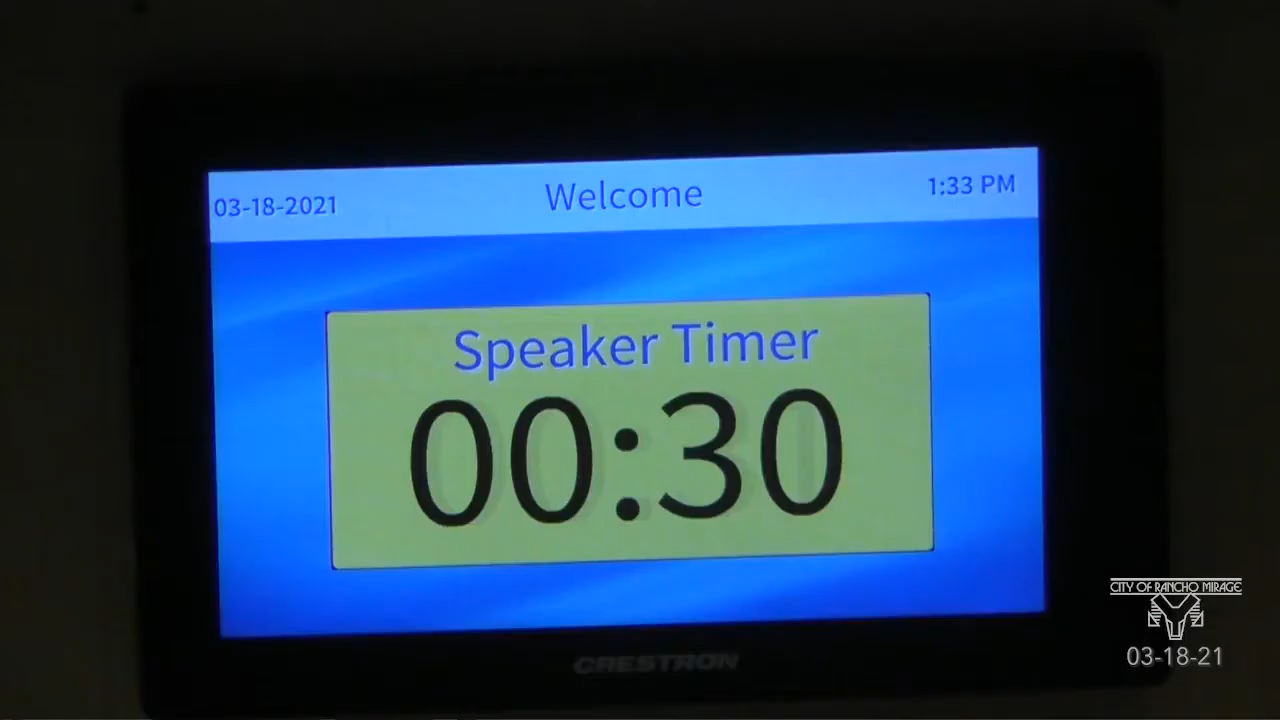 03-18-2021 Welcome 1:33 PM
Speaker Timer
00:30
CRESTRON
CITY OF RANCHO MIRAGE
03-18-21